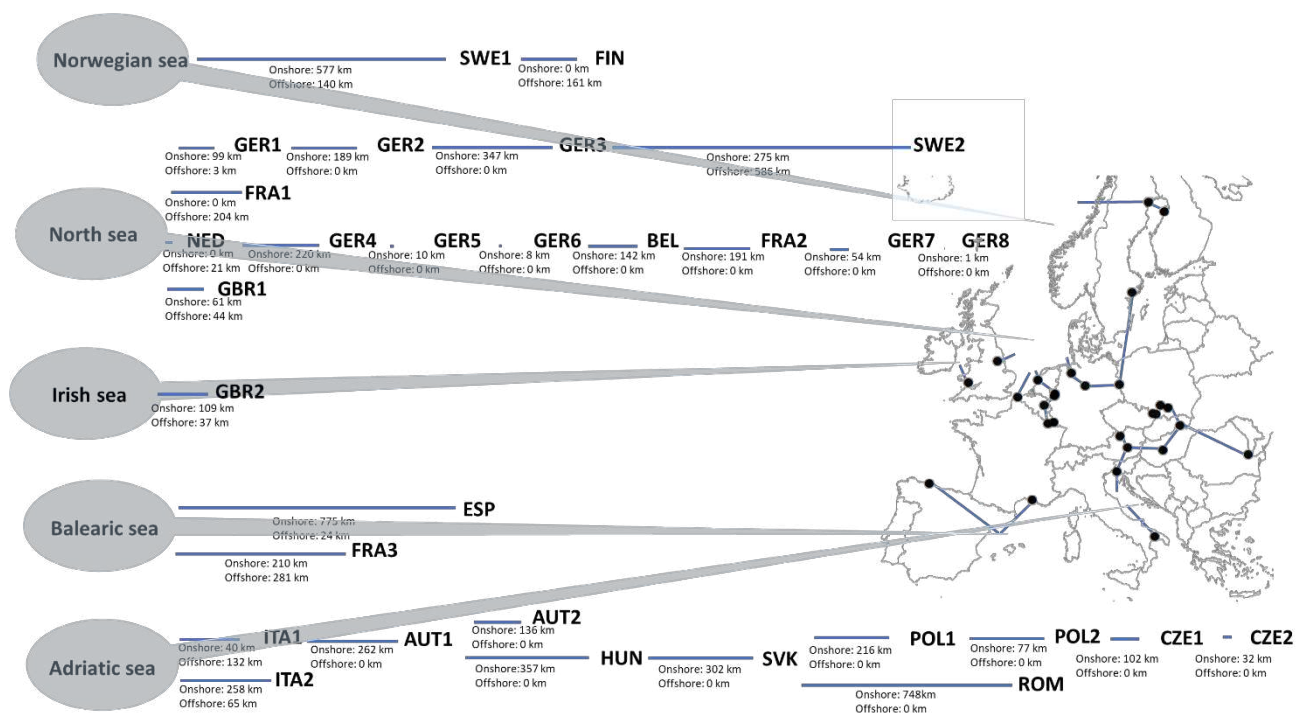 Norwegian sea
SWE1
FIN
Onshore: 577 km
Offshore: 140 km
Onshore: 0 km
Offshore: 161 km
GER1
GER2
GER3
SWE2
Onshore: 99 km
Offshore: 3 km
Onshore: 189 km
Offshore: 0 km
Onshore: 347 km
Offshore: 0 km
Onshore: 275 km
Offshore: 586 km
FRA1
Onshore: 0 km
Offshore: 204 km
North sea
NED
GER4
GER5
GER6
BEL
FRA2
GER7
GER8
Onshore: 0 km
Offshore: 21 km
Onshore: 220 km
Offshore: 0 km
Onshore: 10 km
Offshore: 0 km
Onshore: 8 km
Offshore: 0 km
Onshore: 142 km
Offshore: 0 km
Onshore: 191 km
Offshore: 0 km
Onshore: 54 km
Offshore: 0 km
Onshore: 1 km
Offshore: 0 km
GBR1
Onshore: 61 km
Offshore: 44 km
Irish sea
GBR2
Onshore: 109 km
Offshore: 37 km
Balearic sea
ESP
Onshore: 775 km
Offshore: 24 km
FRA3
Onshore: 210 km
Offshore: 281 km
Adriatic sea
ITA1
Onshore: 40 km
Offshore: 132 km
AUT1
Onshore: 262 km
Offshore: 0 km
AUT2
Onshore: 136 km
Offshore: 0 km
HUN
Onshore:357 km
Offshore: 0 km
SVK
Onshore: 302 km
Offshore: 0 km
POL1
Onshore: 216 km
Offshore: 0 km
POL2
Onshore: 77 km
Offshore: 0 km
CZE1
Onshore: 102 km
Offshore: 0 km
CZE2
Onshore: 32 km
Offshore: 0 km
ITA2
Onshore: 258 km
Offshore: 65 km
ROM
Onshore: 748km
Offshore: 0 km